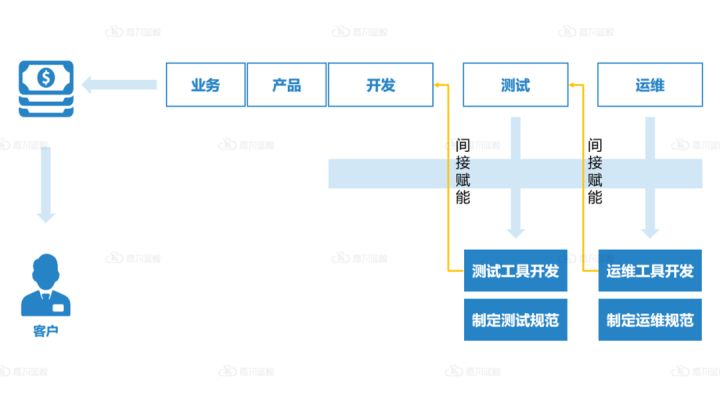 业务
产品
开发
测试
运维
间接赋能
间接赋能
测试工具开发
运维工具开发
制定测试规范
制定运维规范
客户